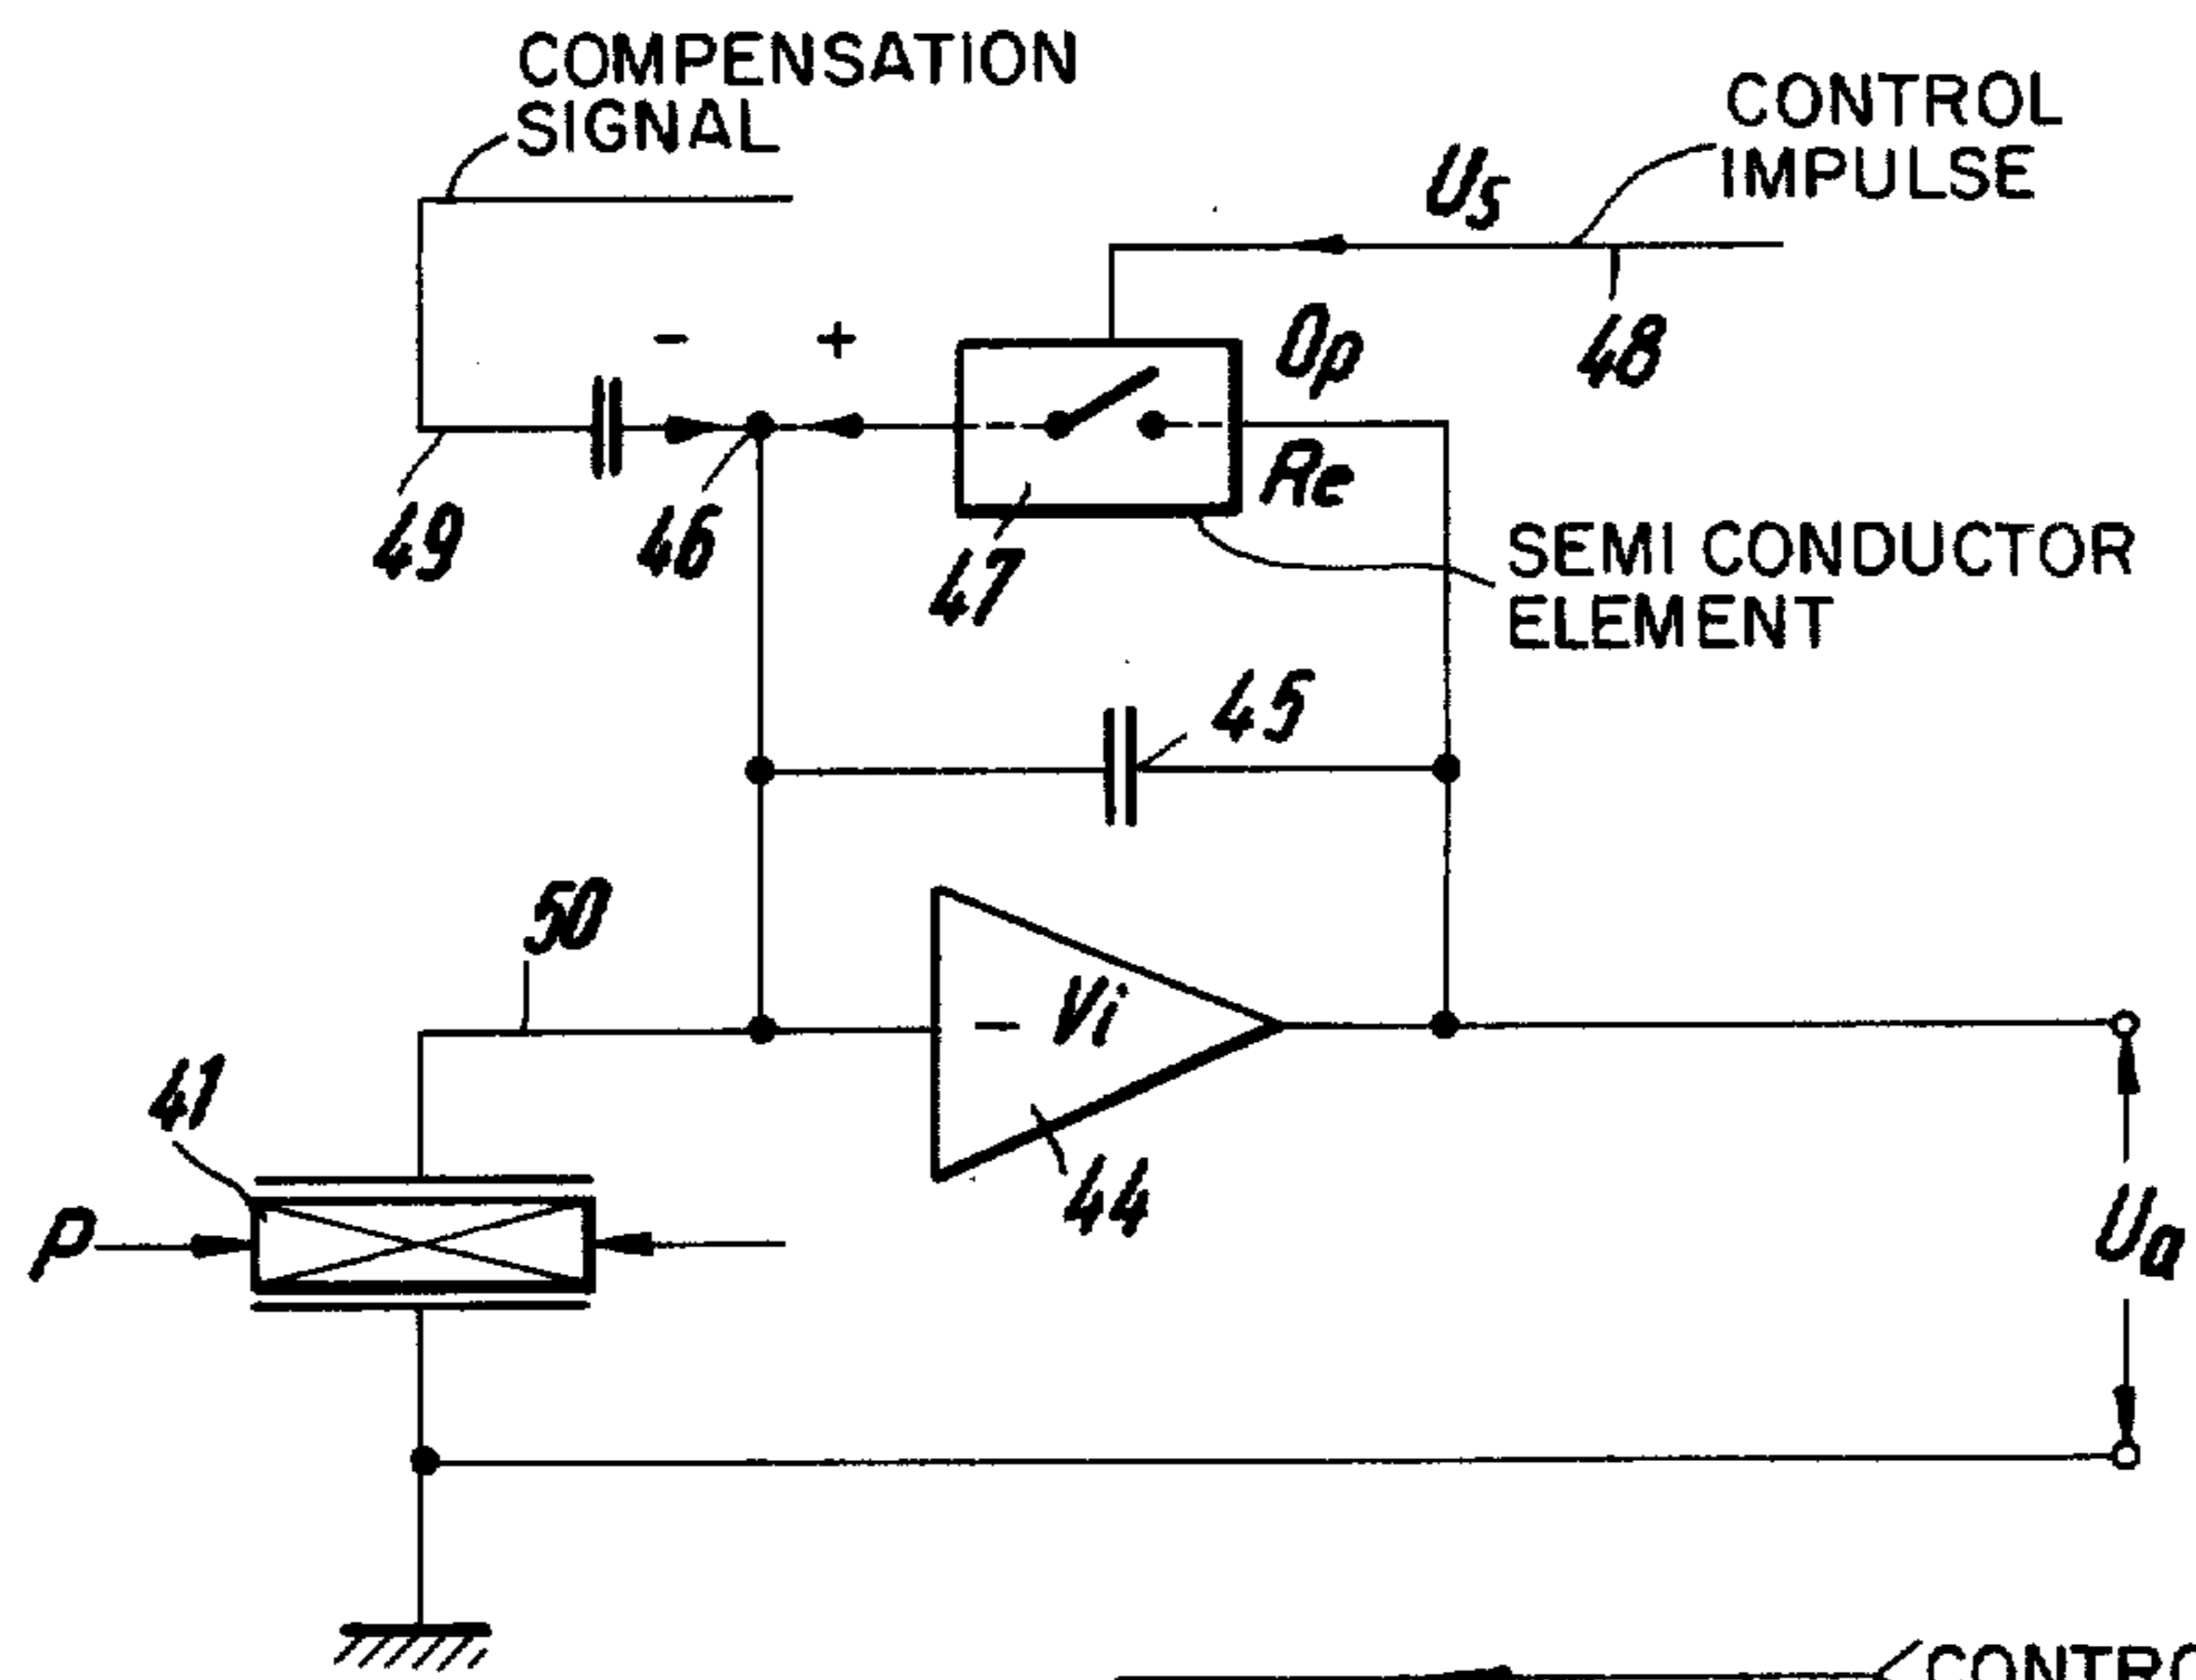 COMPENSATION
SIGNAL
CONTROL
IMPULSE
Us
48
- +
Op
Re
49
46
47
SEMI CONDUCTOR
ELEMENT
45
50
- Vi
41
44
P
Ua